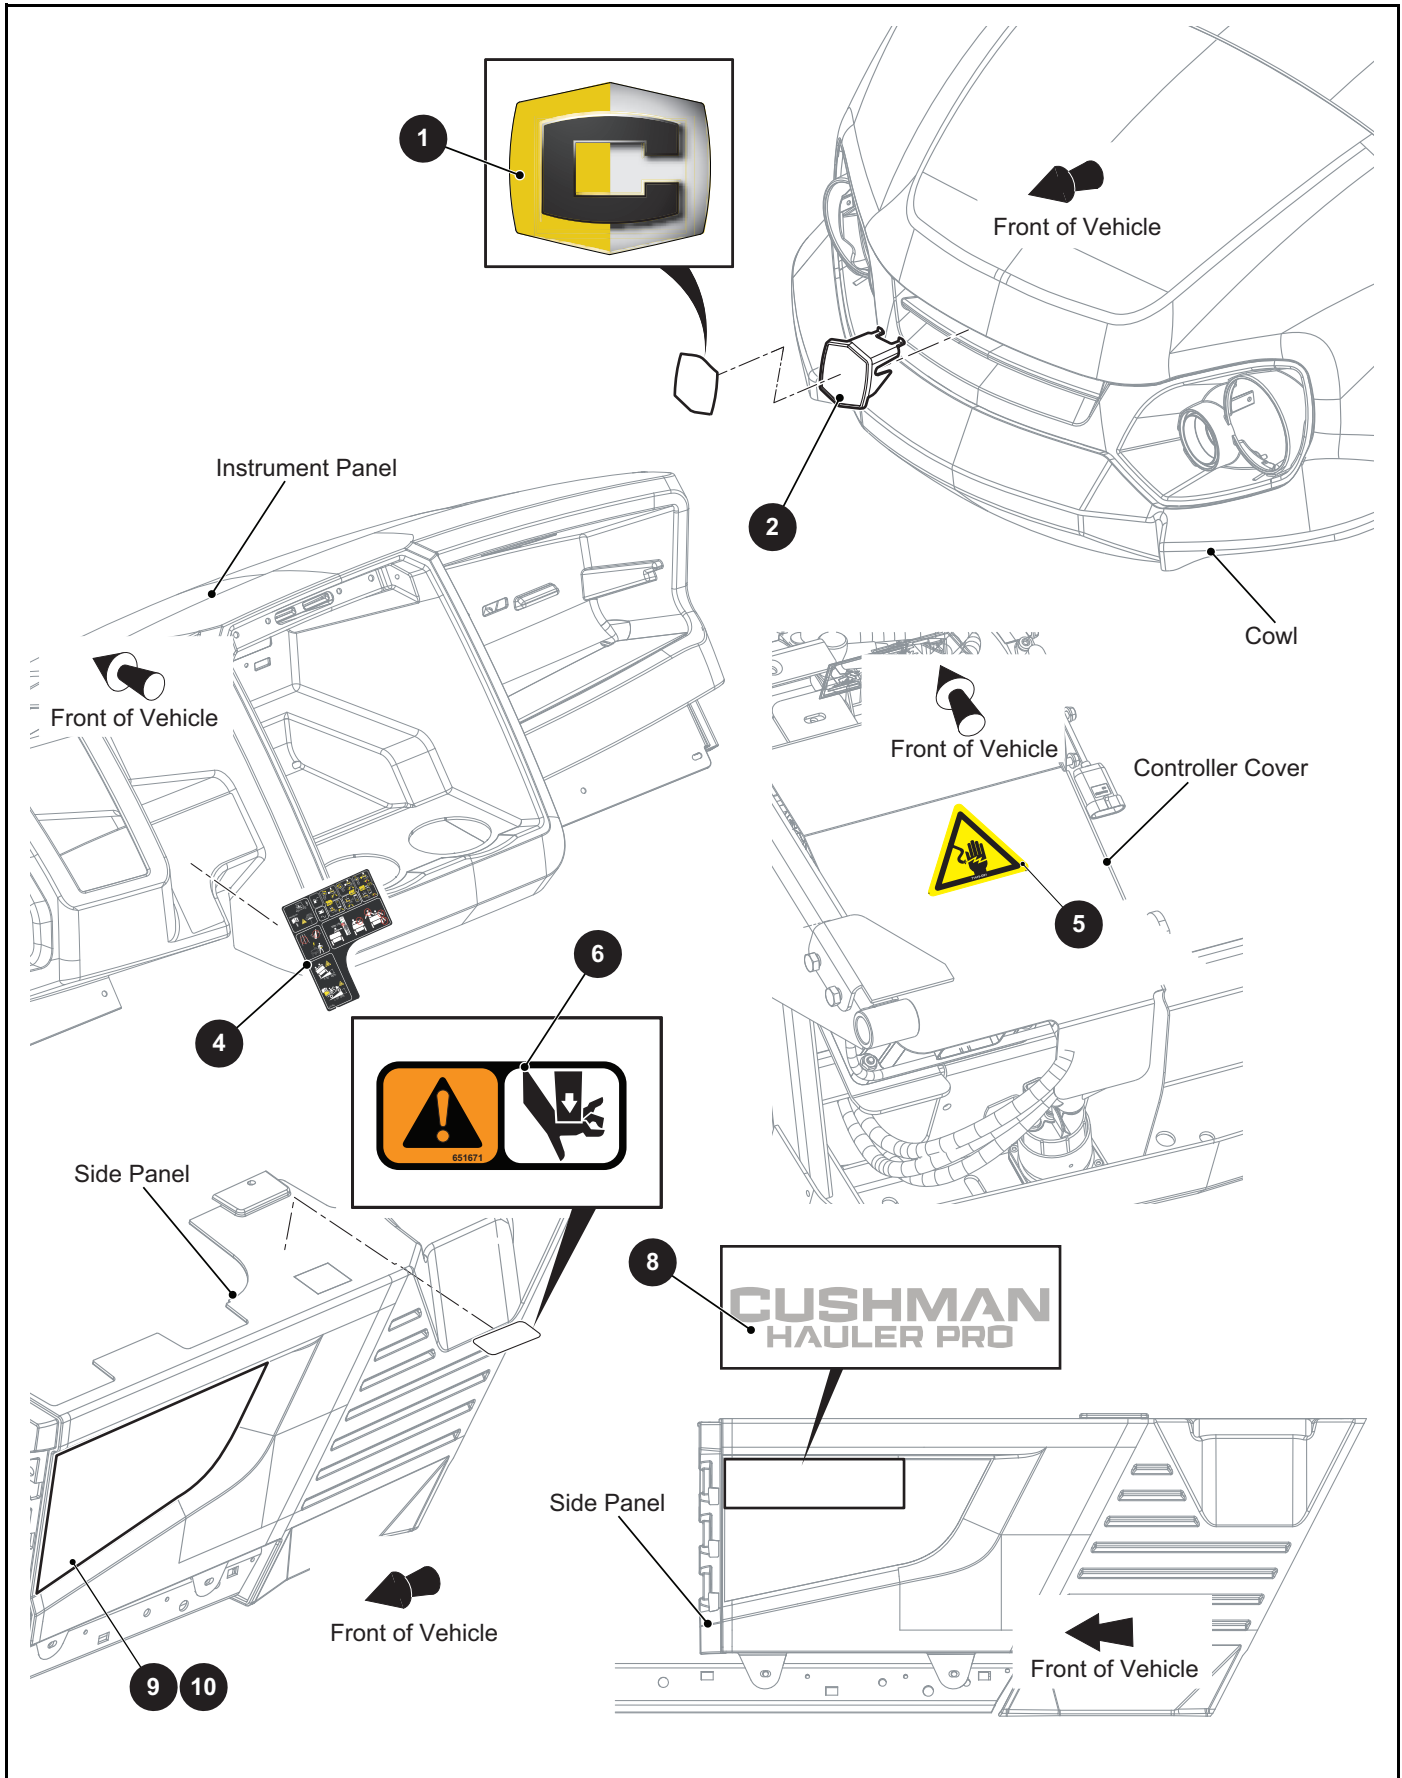 1
Front of Vehicle
2
Instrument Panel
Cowl
Front of Vehicle
Front of Vehicle
Controller Cover
5
6
4
651671
Side Panel
8
CUSHMAN
HAULER PRO
Side Panel
Front of Vehicle
Front of Vehicle
9
10